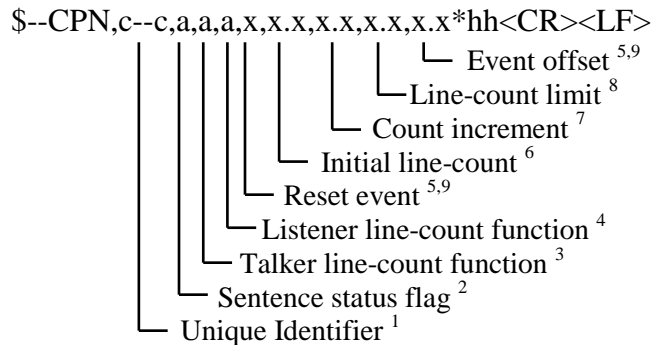 $--CPN,c--c,a,a,a,x,x.x,x.x,x.x,x.x*hh<CR><LF>
Event offset 5,9
Line-count limit 8
Count increment 7
Initial line-count 6
Reset event 5,9
Listener line-count function 4
Talker line-count function 3
Sentence status flag 2
Unique Identifier 1